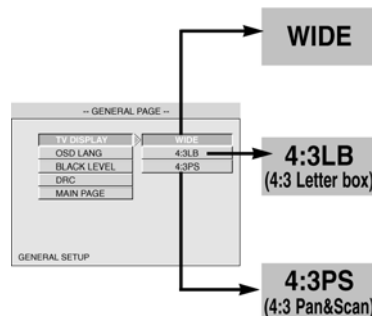 WIDE
-- GENERAL PAGE --
TV DISPLAY WIDE
OSD LANG 4:3LB
BLACK LEVEL 4:3PS
DRC
MAIN PAGE
GENERAL SETUP
4:3LB
(4:3 Letter box)
4:3PS
(4:3 Pan&Scan)